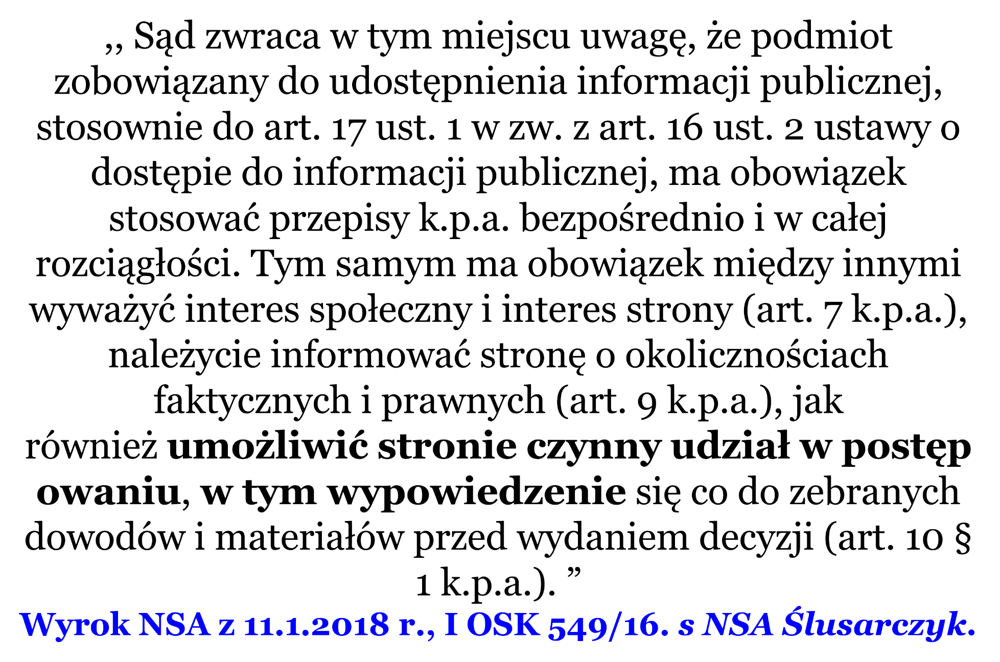 ,, Sąd zwraca w tym miejscu uwagę, że podmiot
zobowiązany do udostępnienia informacji publicznej,
stosownie do art. 17 ust. 1 w zw. z art. 16 ust. 2 ustawy o
dostępie do informacji publicznej, ma obowiązek
stosować przepisy k.p.a. bezpośrednio i w całej
rozciągłości. Tym samym ma obowiązek między innymi
wyważyć interes społeczny i interes strony (art. 7 k.p.a.),
należycie informować stronę o okolicznościach
faktycznych i prawnych (art. 9 k.p.a.), jak
również umożliwić stronie czynny udział w postęp
owaniu, w tym wypowiedzenie się co do zebranych
dowodów i materiałów przed wydaniem decyzji (art. 10 §
1 k.p.a.). ”
Wyrok NSA z 11.1.2018 r., I OSK 549/16. s NSA Ślusarczyk.